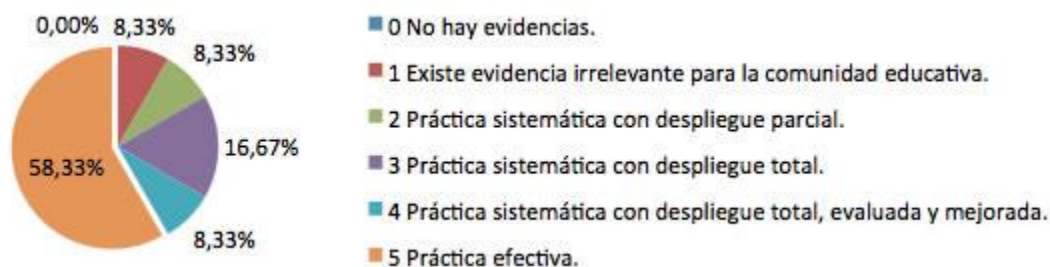 0,00% 8,33%
8,33%
16,67%
58,33%
8,33%
0 No hay evidencias.
1 Existe evidencia irrelevante para la comunidad educativa.
2 Práctica sistemática con despliegue parcial.
3 Práctica sistemática con despliegue total.
4 Práctica sistemática con despliegue total, evaluada y mejorada.
5 Práctica efectiva.